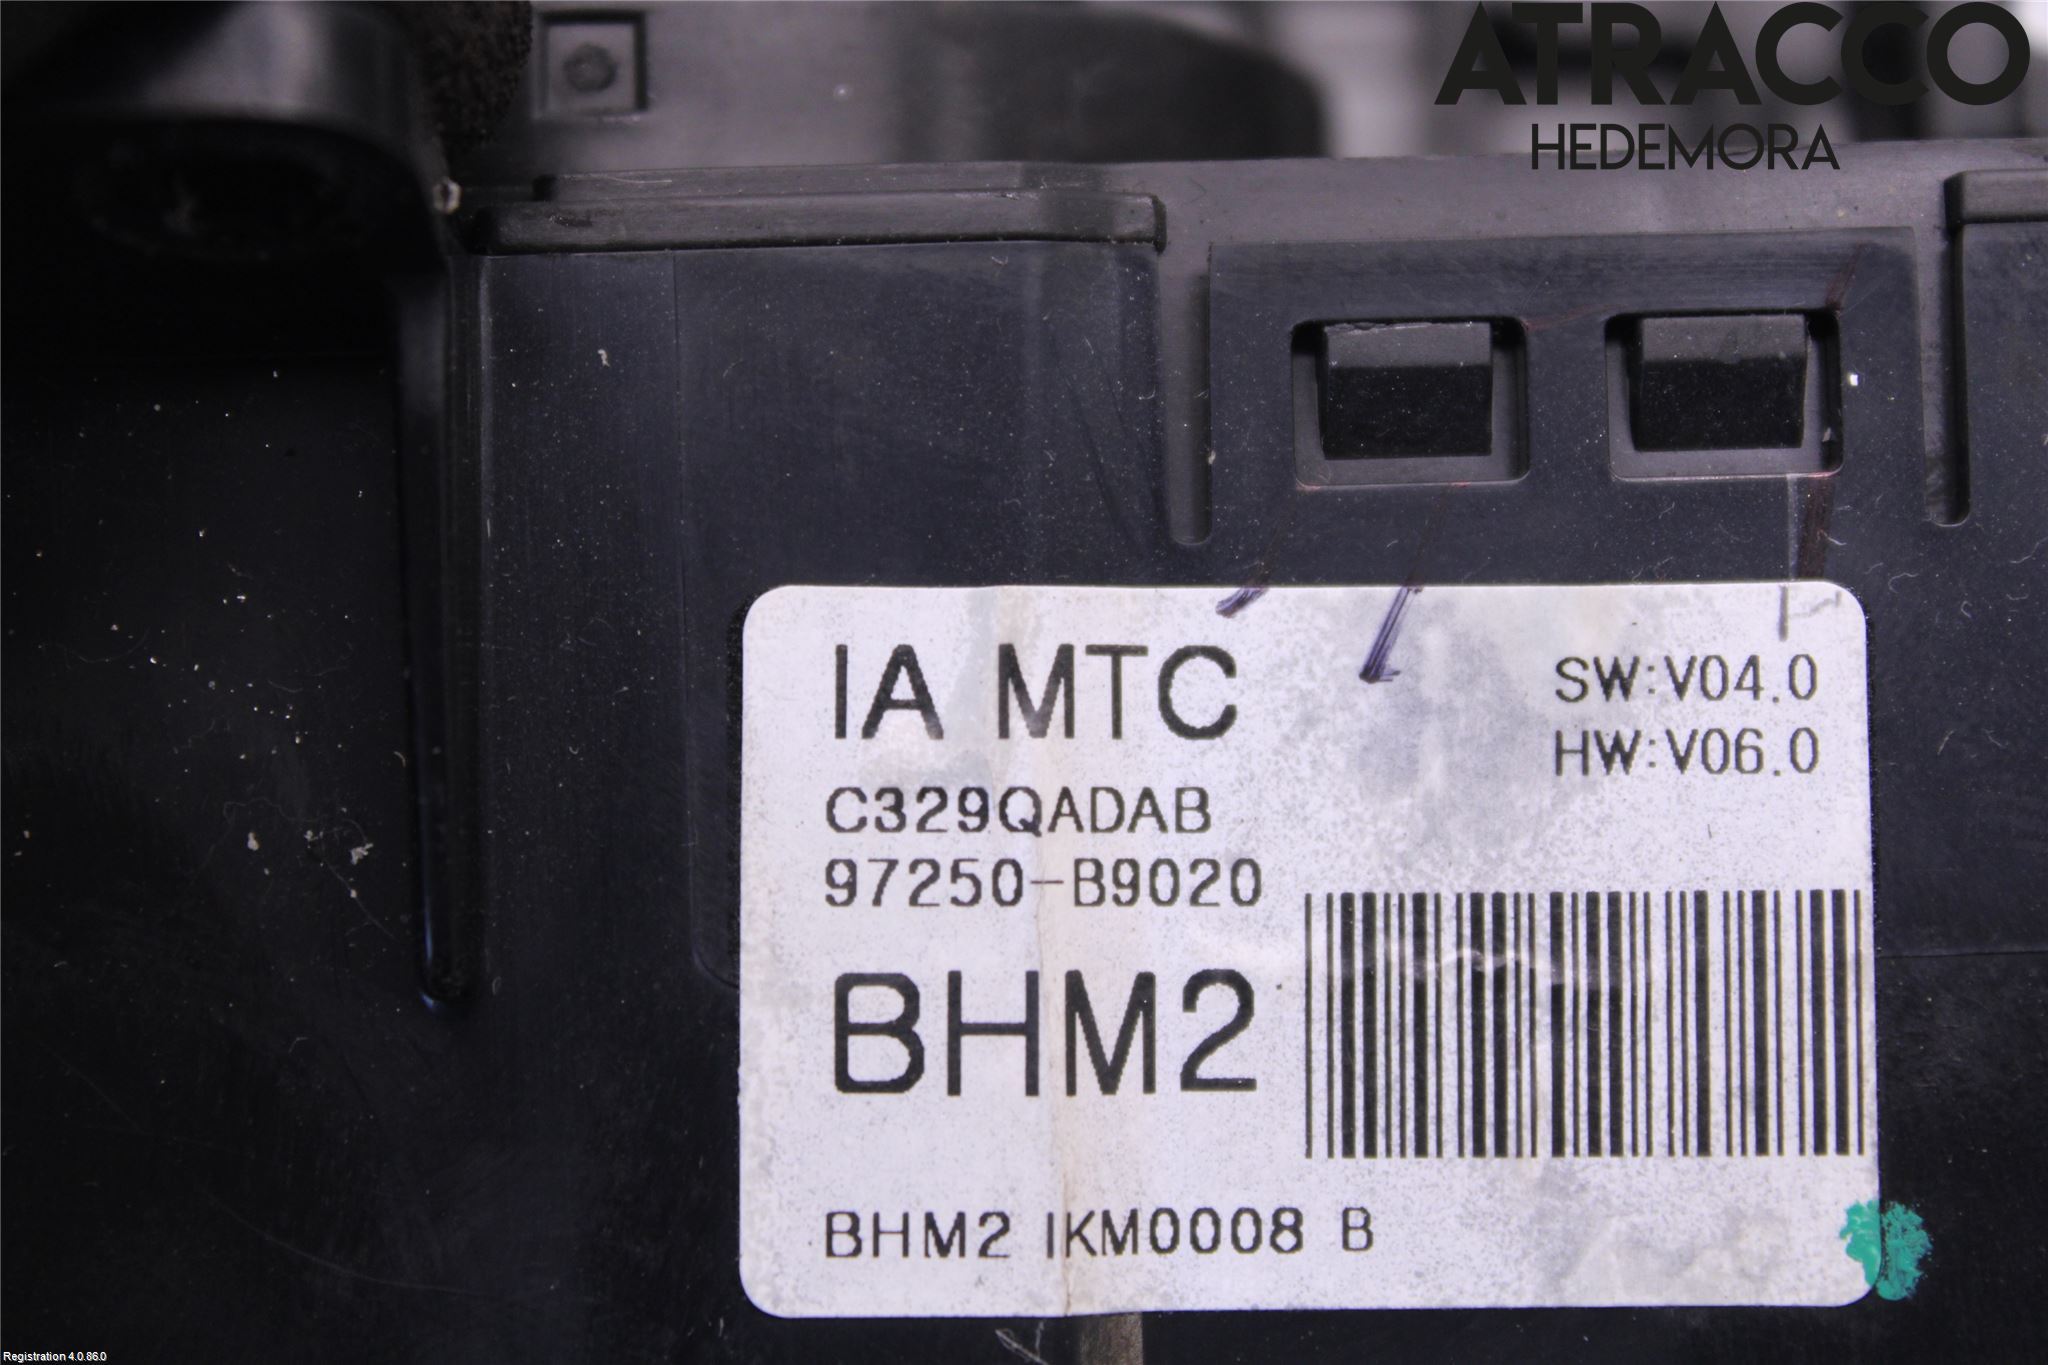 ATRACCO
HEDEMORA
IA MTC
SW:V04.0
HW:V06.0
C329QADAB
97250-B9020
BHM2
BHM2 IKM0008 B
Registration 4.0.86.0